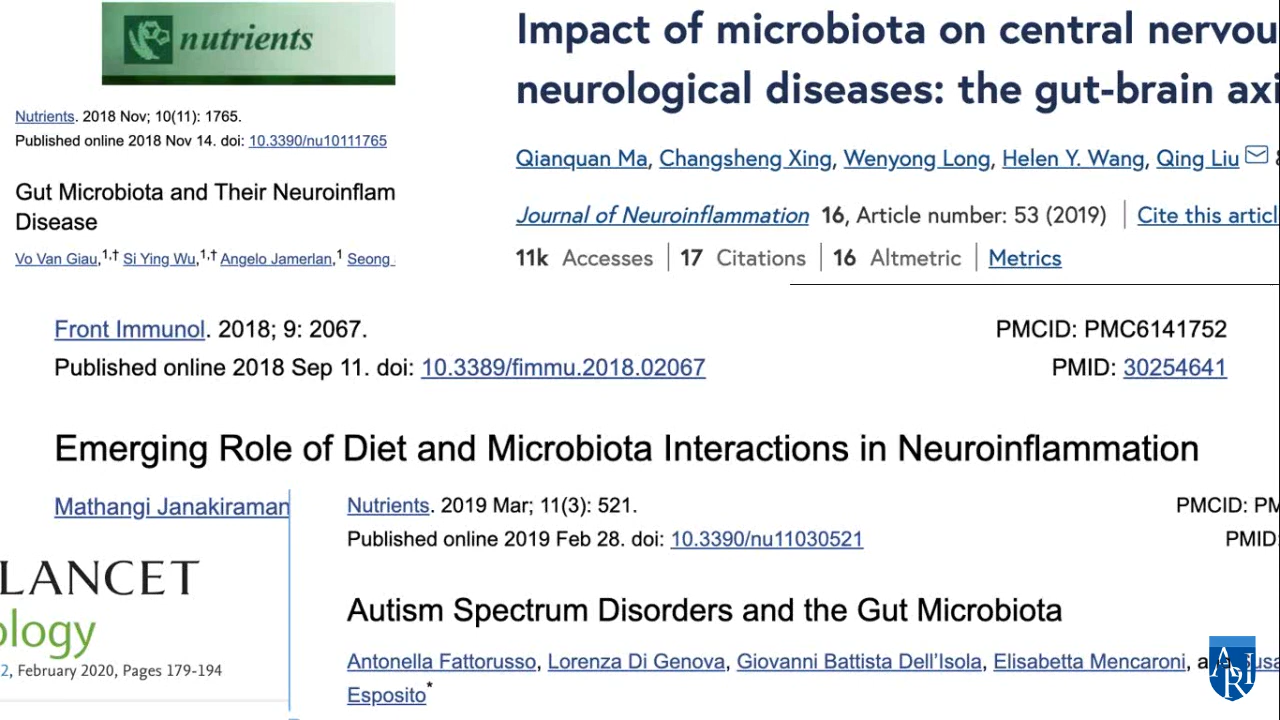 nutrients
Nutrients. 2018 Nov; 10(11): 1765.
Published online 2018 Nov 14. doi: 10.3390/nu10111765
Gut Microbiota and Their Neuroinflam
Disease
Vo Van Giau,1,† Si Ying Wu,1,† Angelo Jamerlan,1 Seong
Impact of microbiota on central nervou
neurological diseases: the gut-brain axi
Qianquan Ma, Changsheng Xing, Wenyong Long, Helen Y. Wang, Qing Liu
Journal of Neuroinflammation 16, Article number: 53 (2019) | Cite this articl
11k Accesses | 17 Citations | 16 Altmetric | Metrics
Front Immunol. 2018; 9: 2067.
Published online 2018 Sep 11. doi: 10.3389/fimmu.2018.02067
PMCID: PMC6141752
PMID: 30254641
Emerging Role of Diet and Microbiota Interactions in Neuroinflammation
Mathangi Janakiraman
LANCET
ology
2, February 2020, Pages 179-194
Nutrients. 2019 Mar; 11(3): 521.
Published online 2019 Feb 28. doi: 10.3390/nu11030521
PMCID: PM
PMID:
Autism Spectrum Disorders and the Gut Microbiota
Antonella Fattorusso, Lorenza Di Genova, Giovanni Battista Dell'Isola, Elisabetta Mencaroni,
Esposito*
ADRI